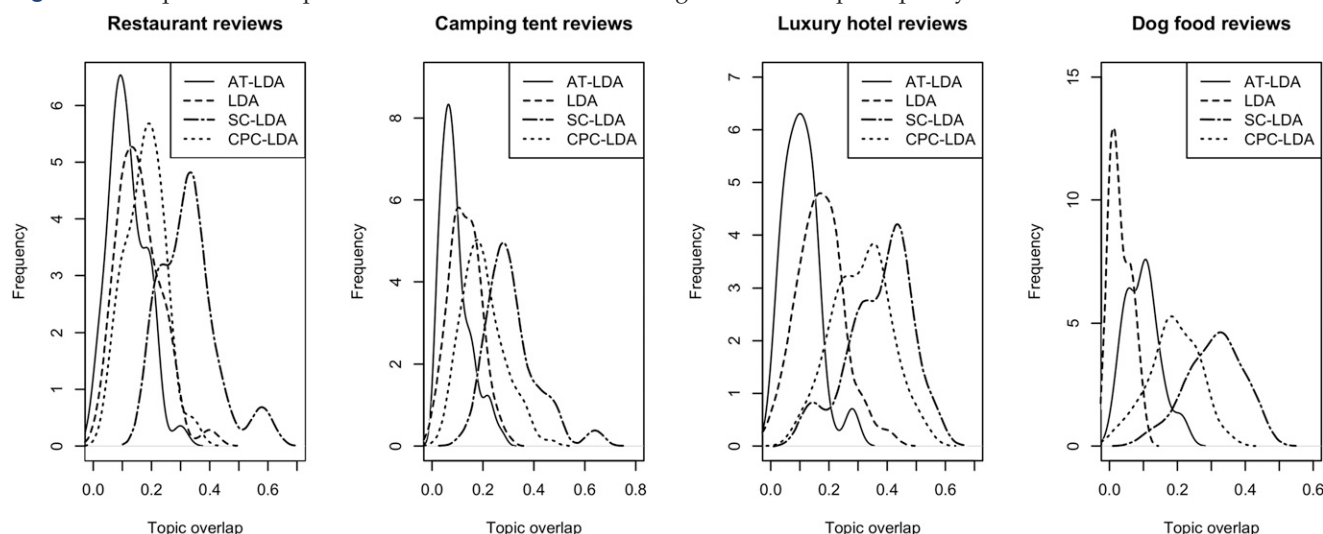 Restaurant reviews
Camping tent reviews
Luxury hotel reviews
Dog food reviews
AT-LDA
LDA
SC-LDA
CPC-LDA
Frequency
0 1 2 3 4 5 6
0.0 0.2 0.4 0.6
Topic overlap
AT-LDA
LDA
SC-LDA
CPC-LDA
Frequency
0 2 4 6 8
0.0 0.2 0.4 0.6 0.8
Topic overlap
AT-LDA
LDA
SC-LDA
CPC-LDA
Frequency
0 1 2 3 4 5 6 7
0.0 0.2 0.4 0.6
Topic overlap
AT-LDA
LDA
SC-LDA
CPC-LDA
Frequency
0 5 10 15
0.0 0.2 0.4 0.6
Topic overlap